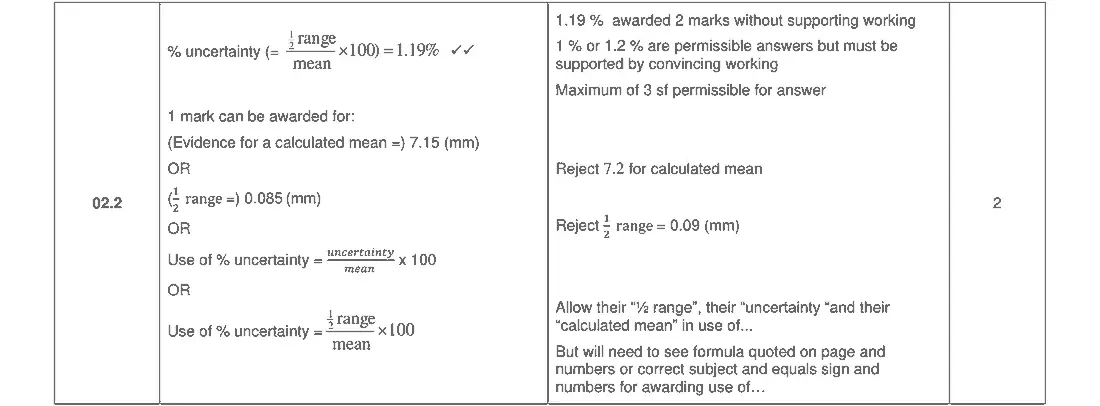 % uncertainty (= ½ range / mean ×100) = 1.19% ✓✓
1 mark can be awarded for:
(Evidence for a calculated mean =) 7.15 (mm)
OR
(½ range =) 0.085 (mm)
OR
Use of % uncertainty = uncertainty / mean x 100
OR
Use of % uncertainty = ½ range / mean ×100
1.19 % awarded 2 marks without supporting working
1 % or 1.2 % are permissible answers but must be
supported by convincing working
Maximum of 3 sf permissible for answer
Reject 7.2 for calculated mean
Reject ½ range = 0.09 (mm)
Allow their "½ range", their "uncertainty "and their
"calculated mean" in use of...
But will need to see formula quoted on page and
numbers or correct subject and equals sign and
numbers for awarding use of…
02.2
2